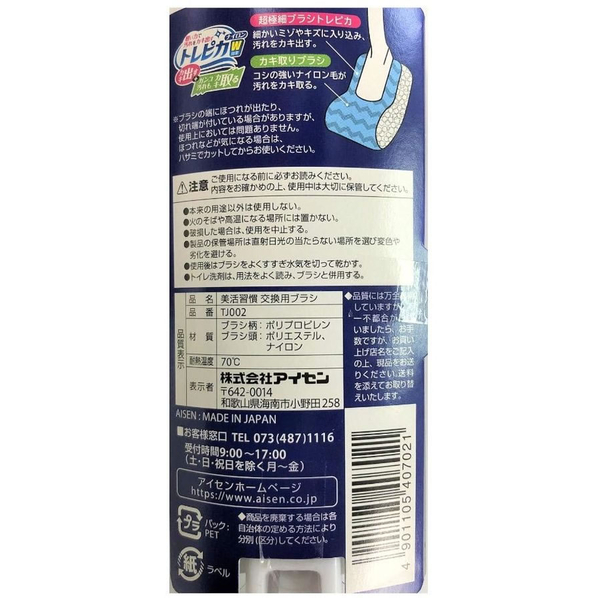 トレピカW
超極細ブラシトレピカ
細かいミゾやキズに入り込み、
汚れをカキ出す。
カキ取りブラシ
コシの強いナイロン毛が
汚れをカキ取る。
※ブラシの端にほつれが出たり、
切れ端が付いている場合がありますが、
使用上においては問題ありません。
ほつれなどが気になる場合は、
ハサミでカットしてからお使いください。
注意
ご使用になる前に必ずお読みください。
内容をお確かめの上、使用中は大切に保管してください。
●本来の用途以外は使用しない。
●火のそばや高温になる場所には置かない。
●破損した場合は、使用を中止する。
●製品の保管場所は直射日光の当たらない場所を選び変色や
劣化を避ける。
●使用後はブラシをよくすすぎ水気を切って乾かす。
●トイレ洗剤は、用法をよく読み、ブラシと併用する。
品質表示
品 名 美活習慣 交換用ブラシ
品 番 TJ002
材 質 ブラシ柄：ポリプロピレン
ブラシ頭：ポリエステル、
ナイロン
耐熱温度 70℃
表示者 株式会社アイセン
〒642-0014
和歌山県海南市小野田258
◆品質には万全
していますが、
一不都合が
いましたら、お手
数ですが、お買い
上げ店名をご記入
の上、現品をお送
りください。送料
を添えてお取り替
えいたします。
AISEN：MADE IN JAPAN
■お客様窓口 TEL 073(487)1116
受付時間9:00～17:00
(土・日・祝日を除く月～金)
アイセンホームページ
https://www.aisen.co.jp
プラ
パック：
PET
◆商品を廃棄する場合は各
自治体の定める方法により
分別（区分）してください。
紙
ラベル
4901105407021